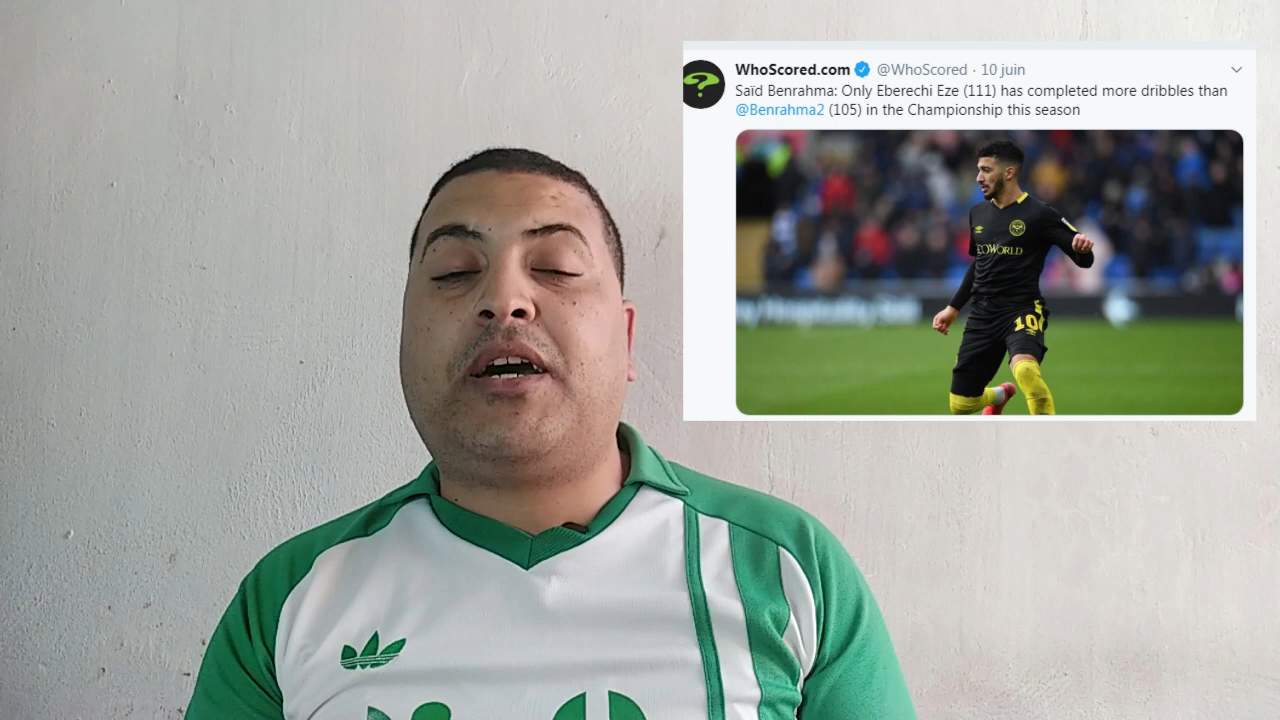 WhoScored.com @WhoScored · 10 juin
Saïd Benrahma: Only Eberechi Eze (111) has completed more dribbles than
@Benrahma2 (105) in the Championship this season